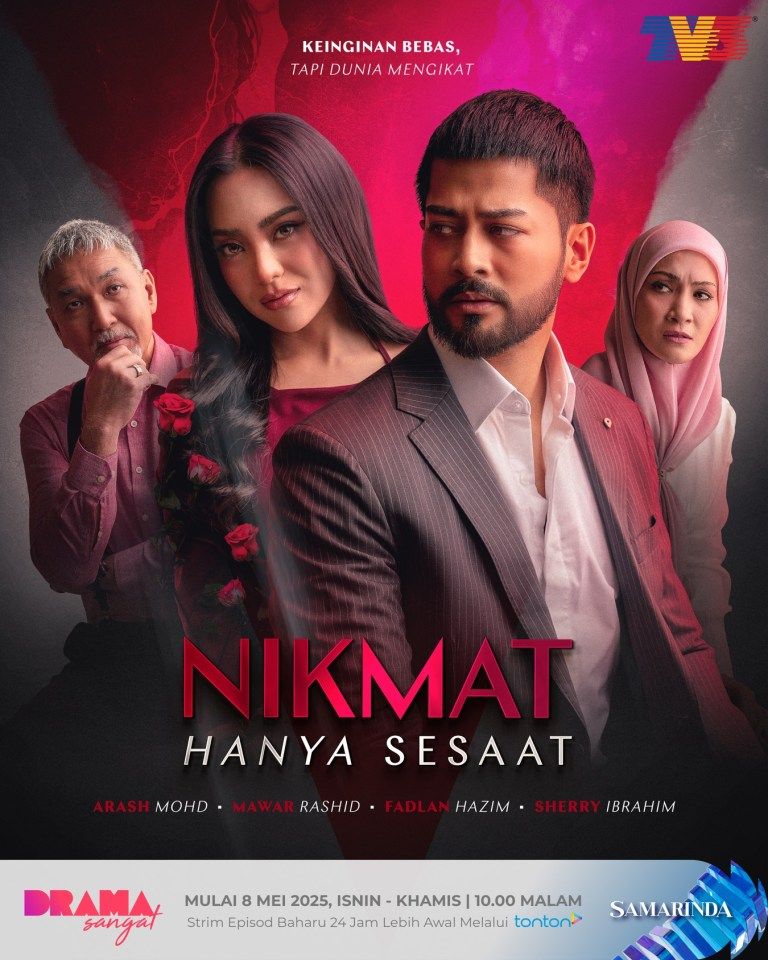 KEINGINAN BEBAS,
TAPI DUNIA MENGIKAT
TV3®
NIKMAT
HANYA SESAAT
ARASH MOHD • MAWAR RASHID • FADLAN HAZIM • SHERRY IBRAHIM
DRAMA
sangat
MULAI 8 MEI 2025, ISNIN - KHAMIS | 10.00 MALAM
Strim Episod Baharu 24 Jam Lebih Awal Melalui tonton
SAMARINDA